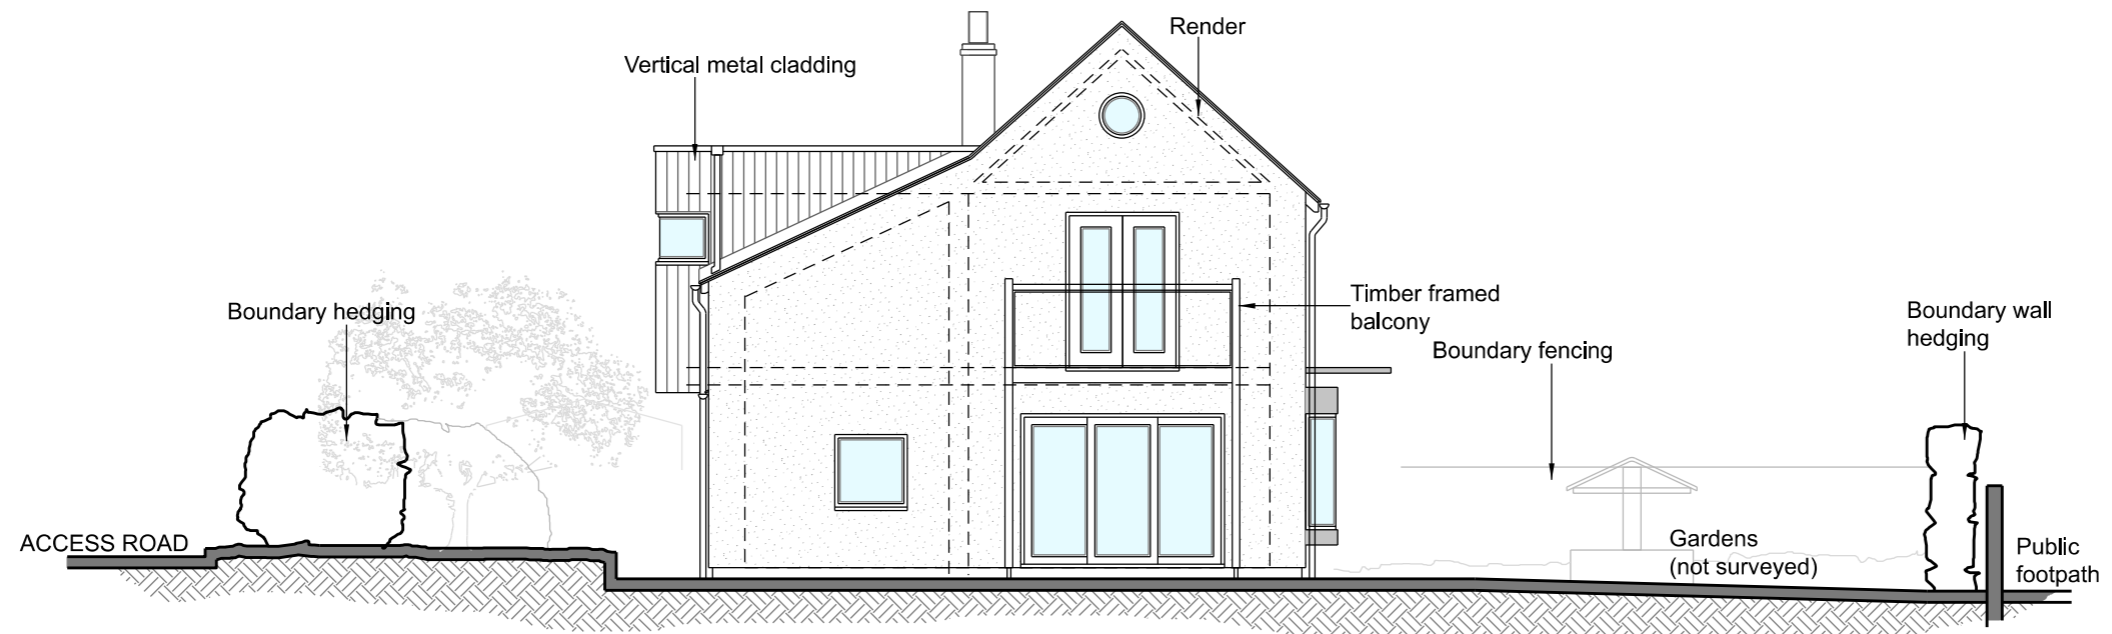 Render
Vertical metal cladding
Boundary hedging
Timber framed
balcony
Boundary wall
hedging
Boundary fencing
ACCESS ROAD
Gardens
(not surveyed)
Public
footpath